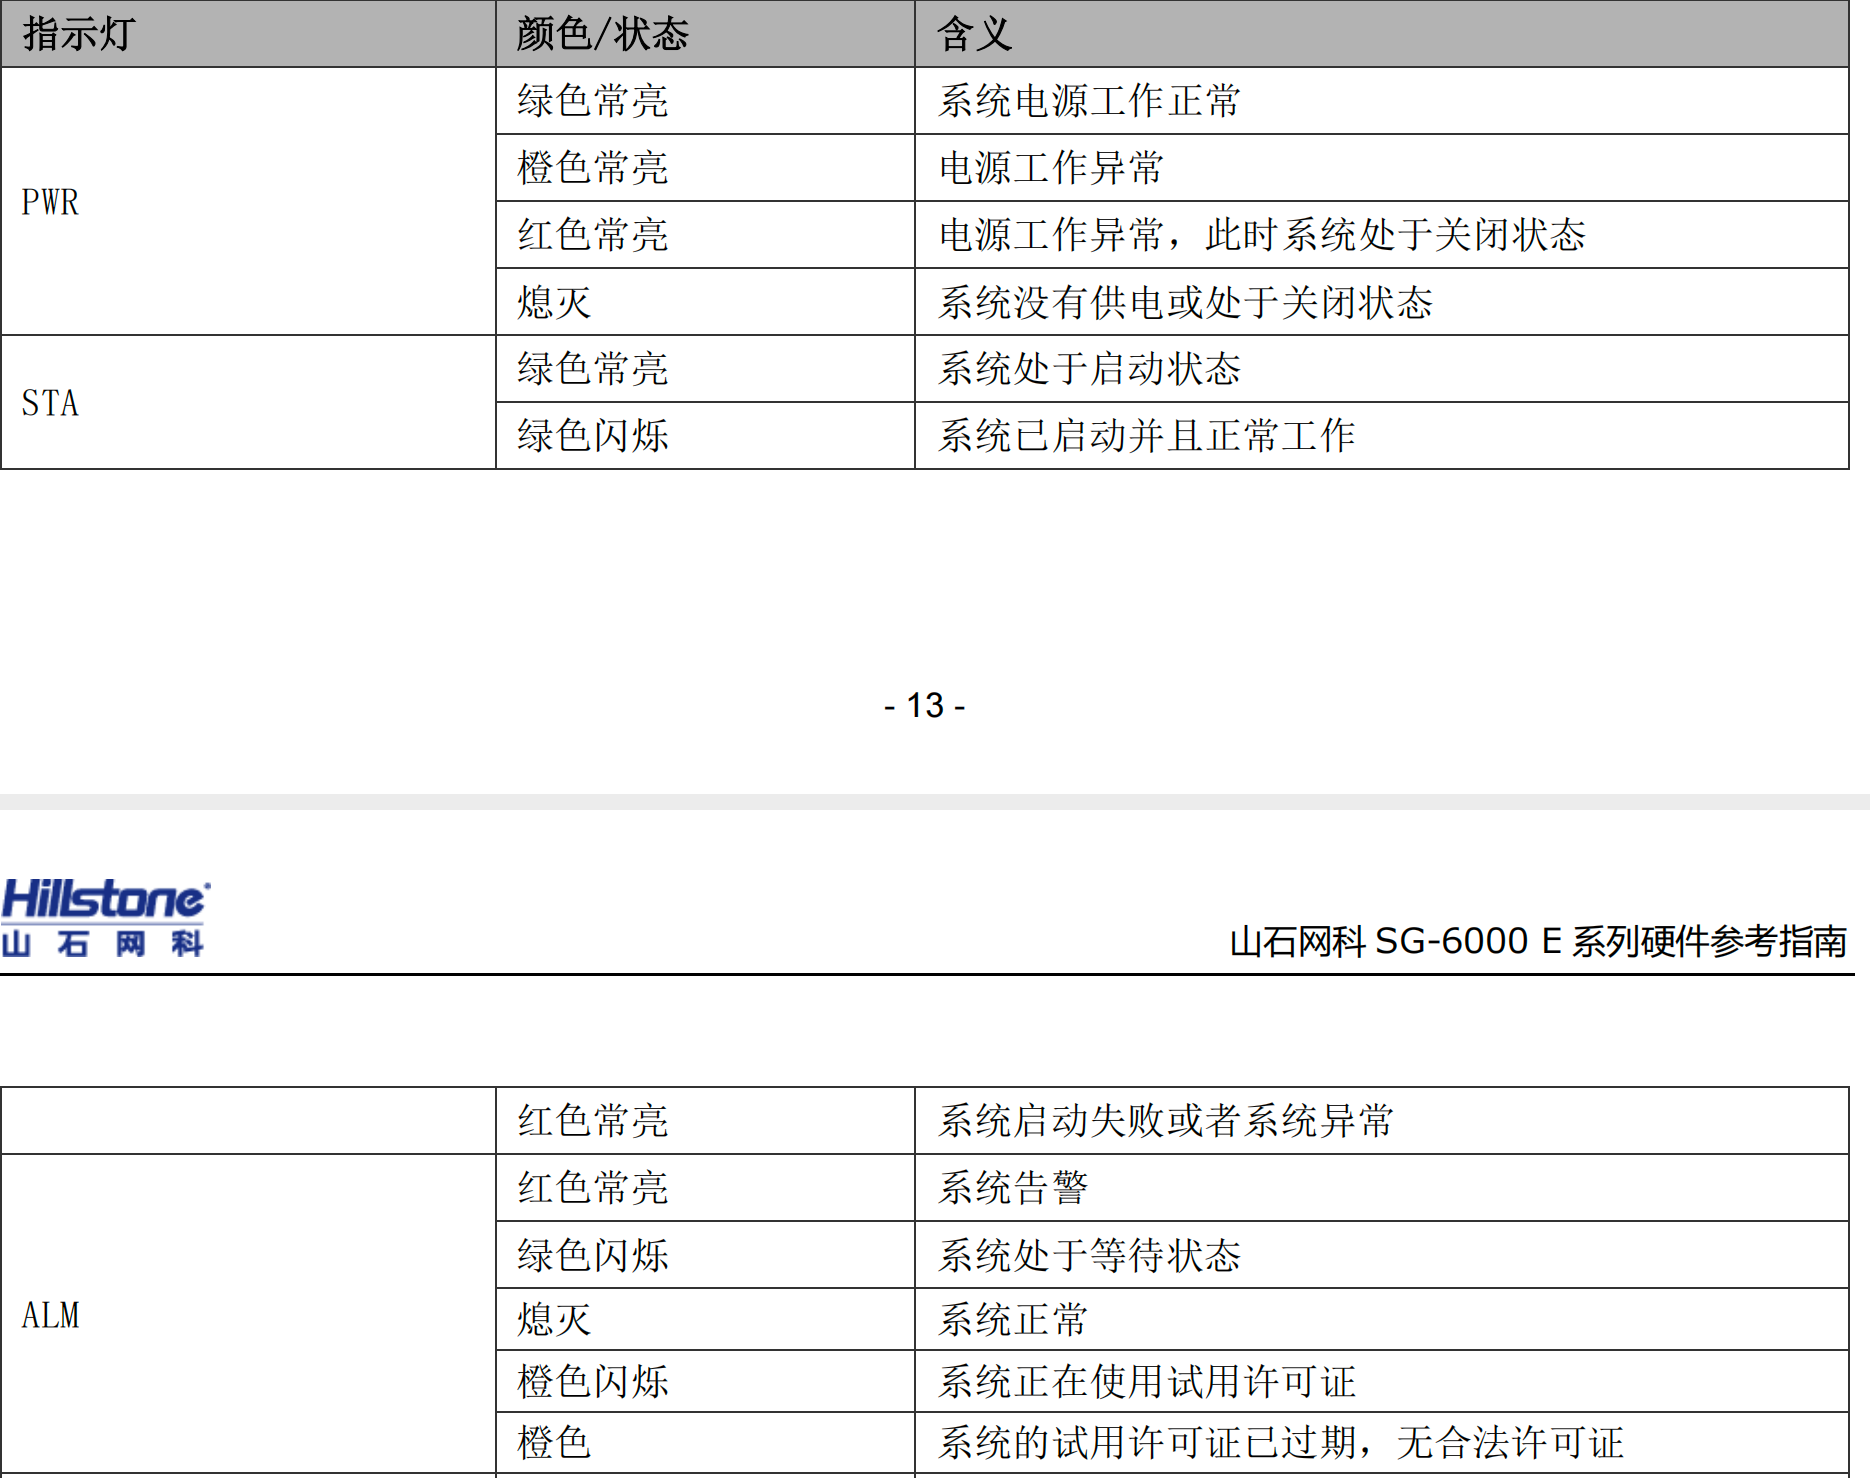 指示灯 颜色/状态 含义
PWR 绿色常亮 系统电源工作正常
橙色常亮 电源工作异常
红色常亮 电源工作异常，此时系统处于关闭状态
熄灭 系统没有供电或处于关闭状态
STA 绿色常亮 系统处于启动状态
绿色闪烁 系统已启动并且正常工作
- 13 -
Hillstone
山石网科
山石网科 SG-6000 E 系列硬件参考指南
红色常亮 系统启动失败或者系统异常
ALM 红色常亮 系统告警
绿色闪烁 系统处于等待状态
熄灭 系统正常
橙色闪烁 系统正在使用试用许可证
橙色 系统的试用许可证已过期，无合法许可证